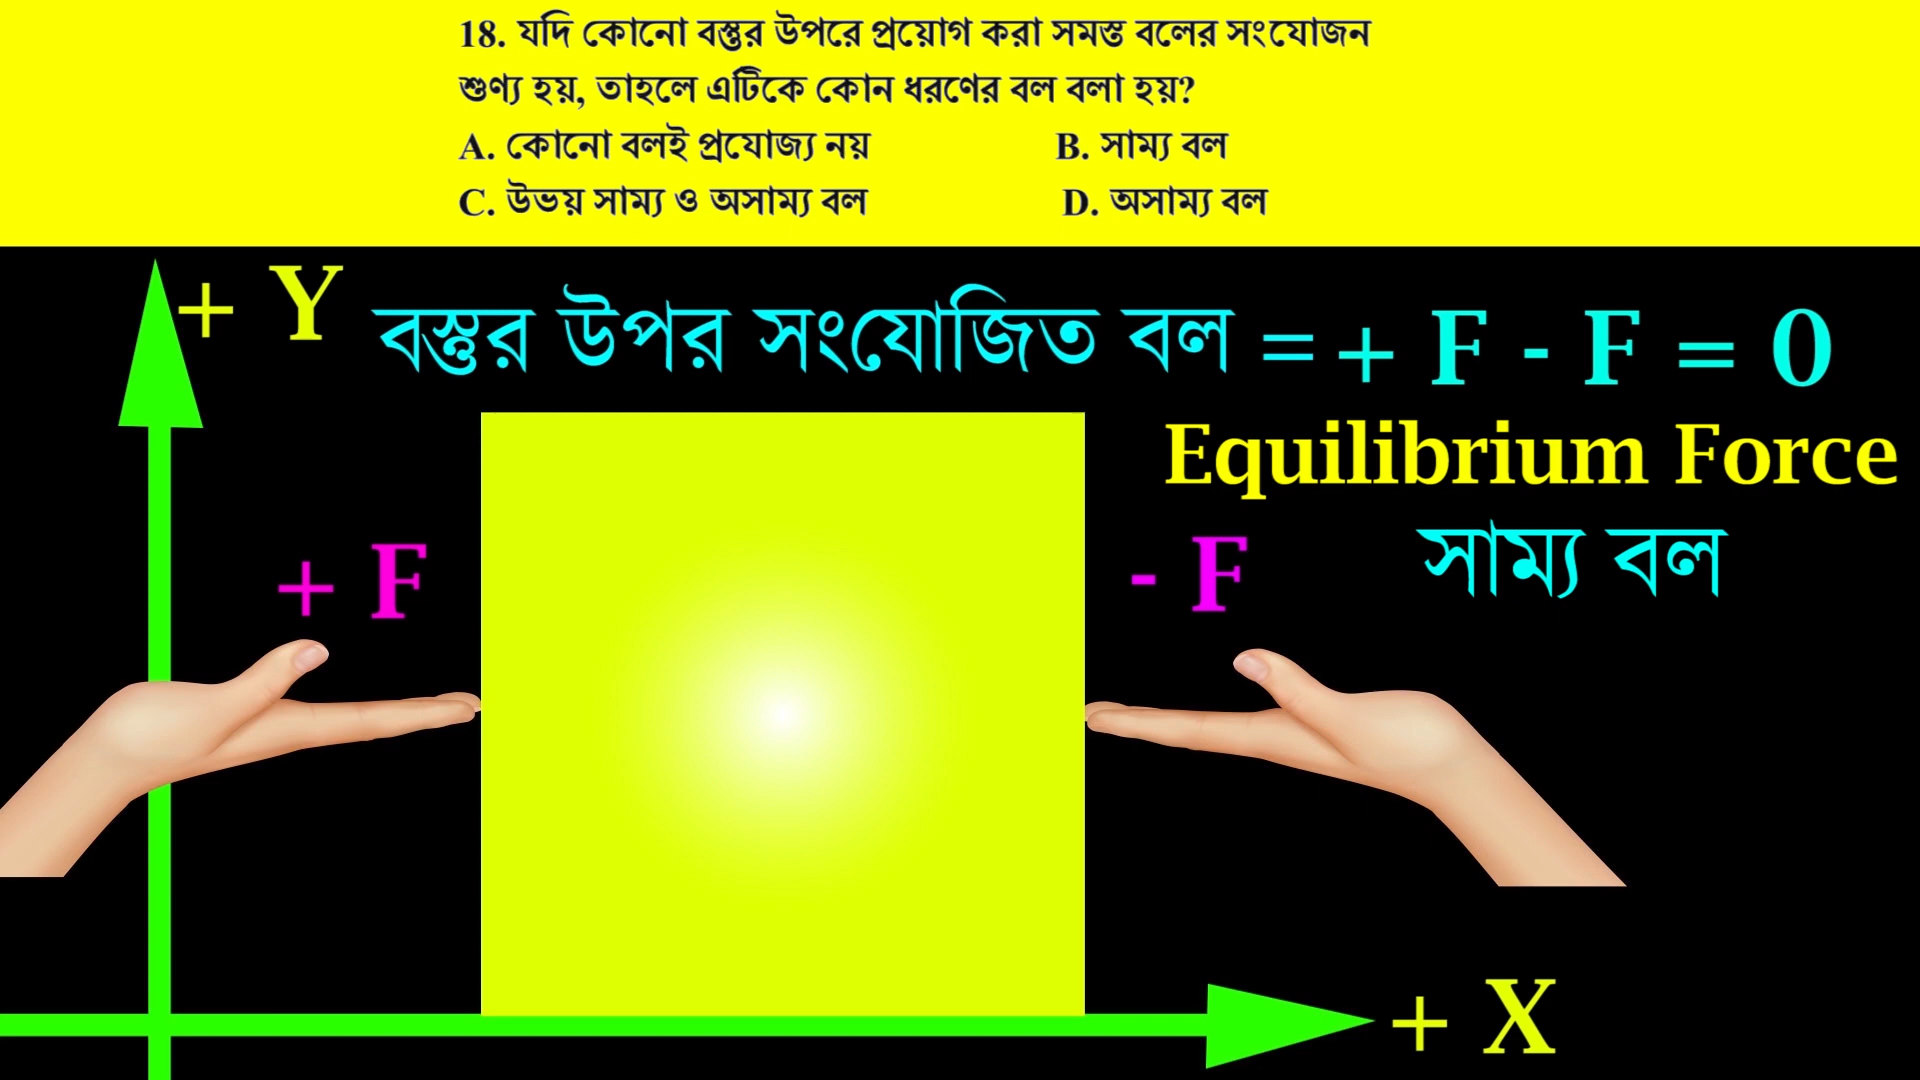 18. যদি কোনো বস্তুর উপরে প্রয়োগ করা সমস্ত বলের সংযোজন
শুণ্য হয়, তাহলে এটিকে কোন ধরণের বল বলা হয়?
A. কোনো বলই প্রযোজ্য নয় B. সাম্য বল
C. উভয় সাম্য ও অসাম্য বল D. অসাম্য বল
+ Y
বস্তুর উপর সংযোজিত বল = + F - F = 0
Equilibrium Force
সাম্য বল
+ F
- F
+ X